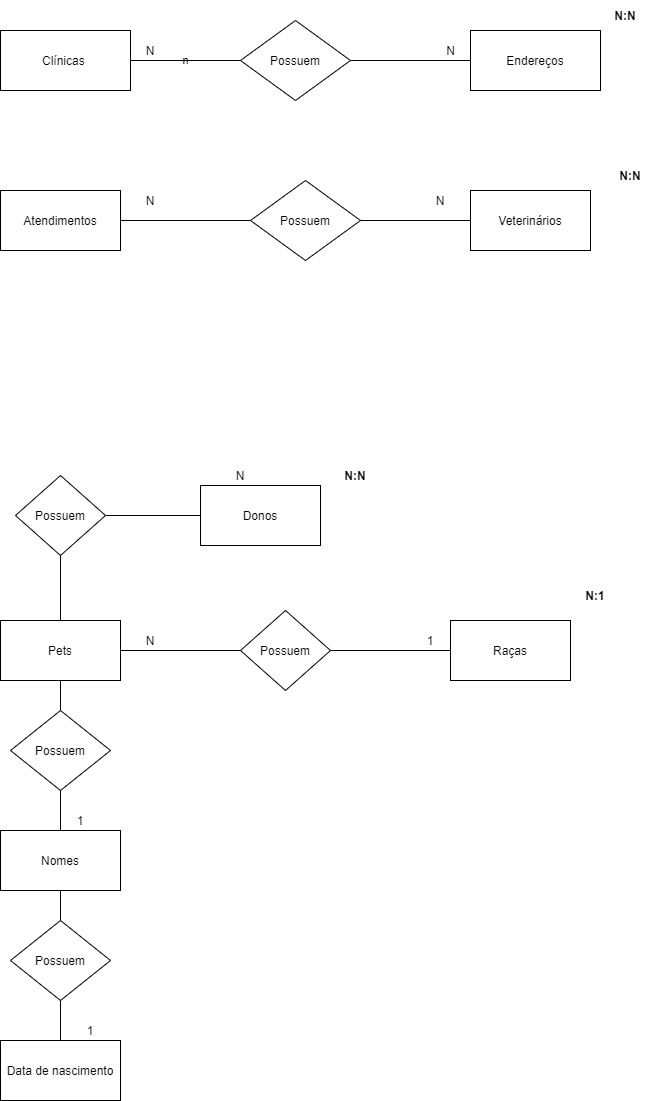 N:N
Clínicas
N
n
Possuem
N
Endereços
N:N
Atendimentos
N
Possuem
N
Veterinários
N
N:N
Possuem
Donos
N:1
Pets
N
Possuem
1
Raças
Possuem
1
Nomes
Possuem
1
Data de nascimento